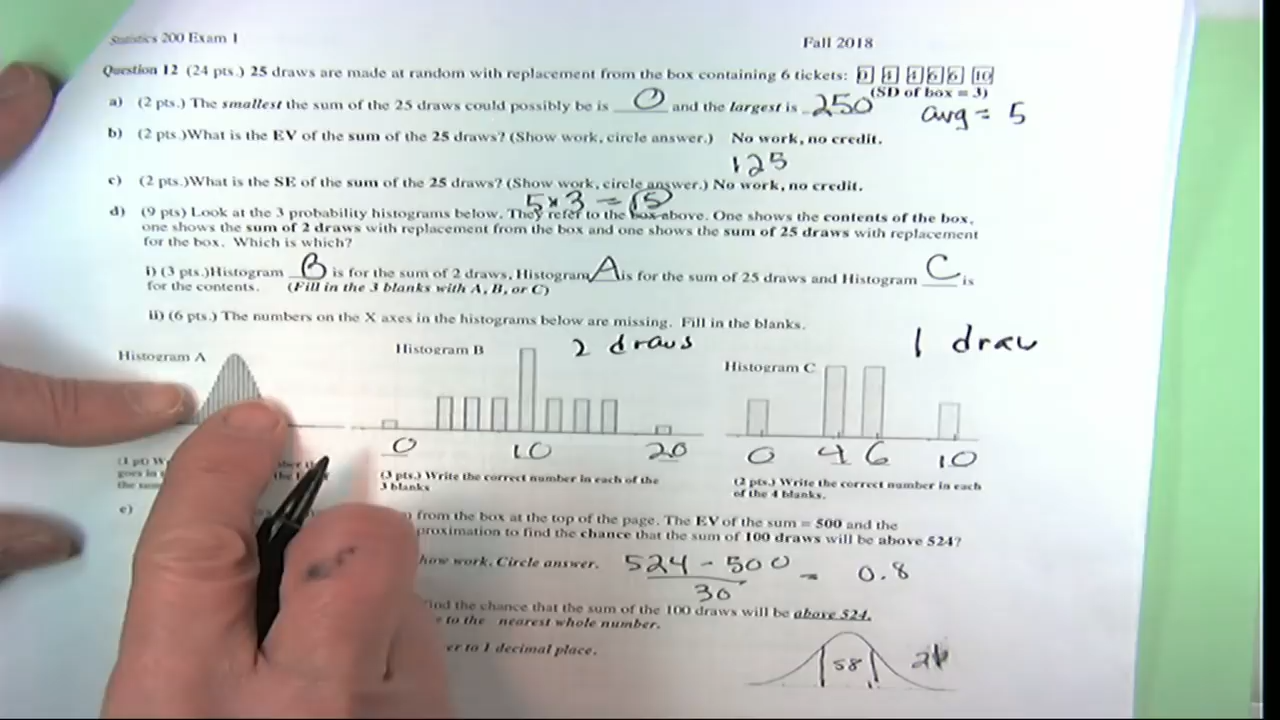 Statistics 200 Exam 1 Fall 2018
Question 12 (24 pts.) 25 draws are made at random with replacement from the box containing 6 tickets: 0 4 4 6 6 10
(SD of box = 3)
a) (2 pts.) The smallest the sum of the 25 draws could possibly be is 0 and the largest is 250
avg = 5
b) (2 pts.)What is the EV of the sum of the 25 draws? (Show work, circle answer.) No work, no credit.
125
c) (2 pts.)What is the SE of the sum of the 25 draws? (Show work, circle answer.) No work, no credit.
5 * 3 = 15
d) (9 pts) Look at the 3 probability histograms below. They refer to the box above. One shows the contents of the box,
one shows the sum of 2 draws with replacement from the box and one shows the sum of 25 draws with replacement
for the box. Which is which?
i) (3 pts.)Histogram B is for the sum of 2 draws, Histogram A is for the sum of 25 draws and Histogram C is
for the contents. (Fill in the 3 blanks with A, B, or C)
ii) (6 pts.) The numbers on the X axes in the histograms below are missing. Fill in the blanks.
Histogram A Histogram B 2 draws Histogram C 1 draw
0 10 20 0 4 6 10
(1 pt) W
goes in
the sum
(3 pts.) Write the correct number in each of the
3 blanks
(2 pts.) Write the correct number in each
of the 4 blanks.
e) from the box at the top of the page. The EV of the sum = 500 and the
proximation to find the chance that the sum of 100 draws will be above 524?
how work. Circle answer. 524 - 500 = 0.8
30
find the chance that the sum of the 100 draws will be above 524.
to the nearest whole number.
er to 1 decimal place.
58